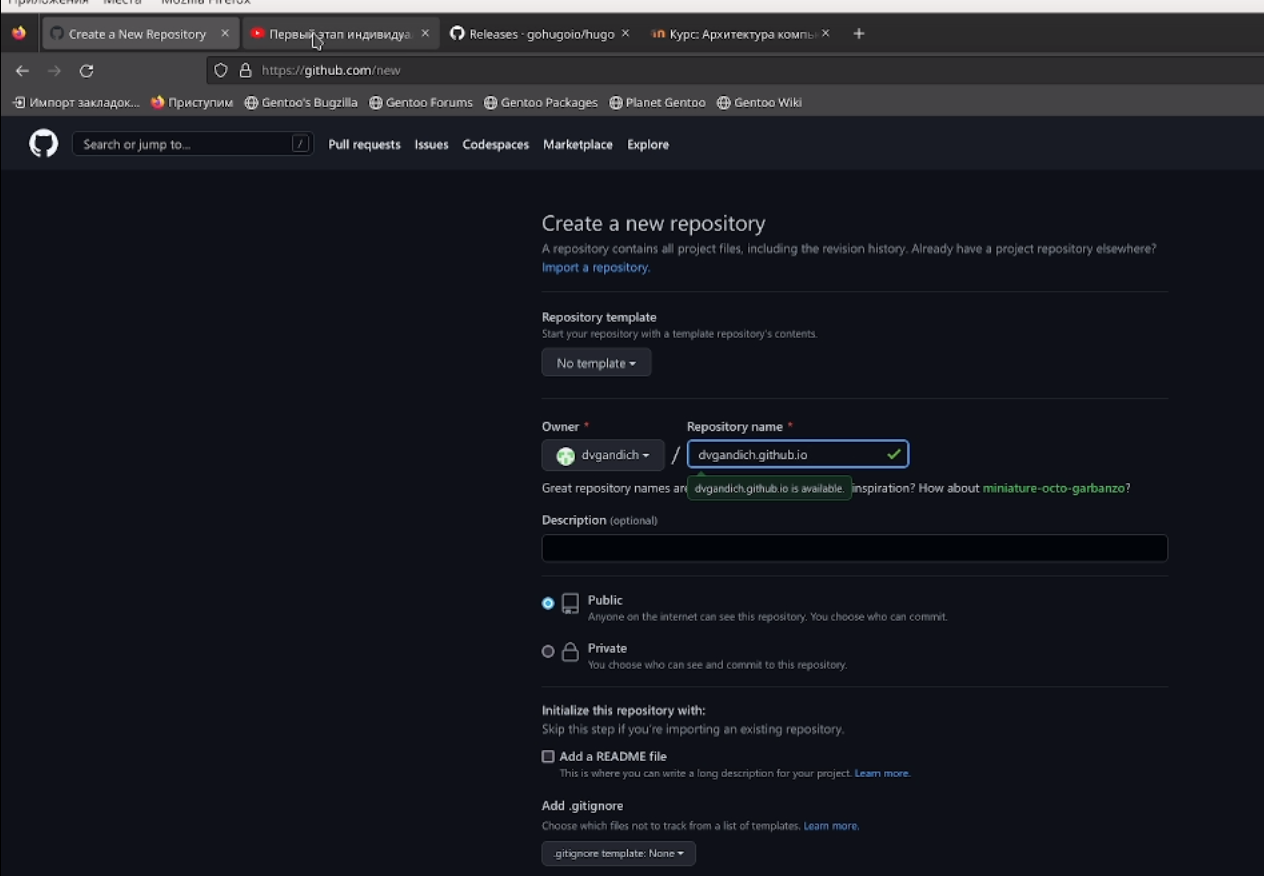 Приложения Места Mozilla Firefox
Create a New Repository × Первый этап индивидуа × Releases · gohugoio/hugo × Курс: Архитектура компь × +
https://github.com/new
Импорт закладок... Приступим Gentoo's Bugzilla Gentoo Forums Gentoo Packages Planet Gentoo Gentoo Wiki
Search or jump to... / Pull requests Issues Codespaces Marketplace Explore
Create a new repository
A repository contains all project files, including the revision history. Already have a project repository elsewhere?
Import a repository.
Repository template
Start your repository with a template repository's contents.
No template
Owner * Repository name *
dvgandich / dvgandich.github.io
Great repository names are dvgandich.github.io is available. inspiration? How about miniature-octo-garbanzo?
Description (optional)
Public
Anyone on the internet can see this repository. You choose who can commit.
Private
You choose who can see and commit to this repository.
Initialize this repository with:
Skip this step if you're importing an existing repository.
Add a README file
This is where you can write a long description for your project. Learn more.
Add .gitignore
Choose which files not to track from a list of templates. Learn more.
.gitignore template: None